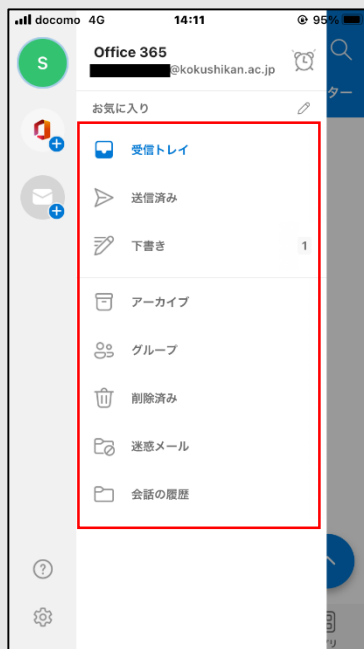 docomo 4G 14:11 95%
S
Office 365
@kokushikan.ac.jp
お気に入り
ター
受信トレイ
送信済み
下書き 1
アーカイブ
グループ
削除済み
迷惑メール
会話の履歴
?